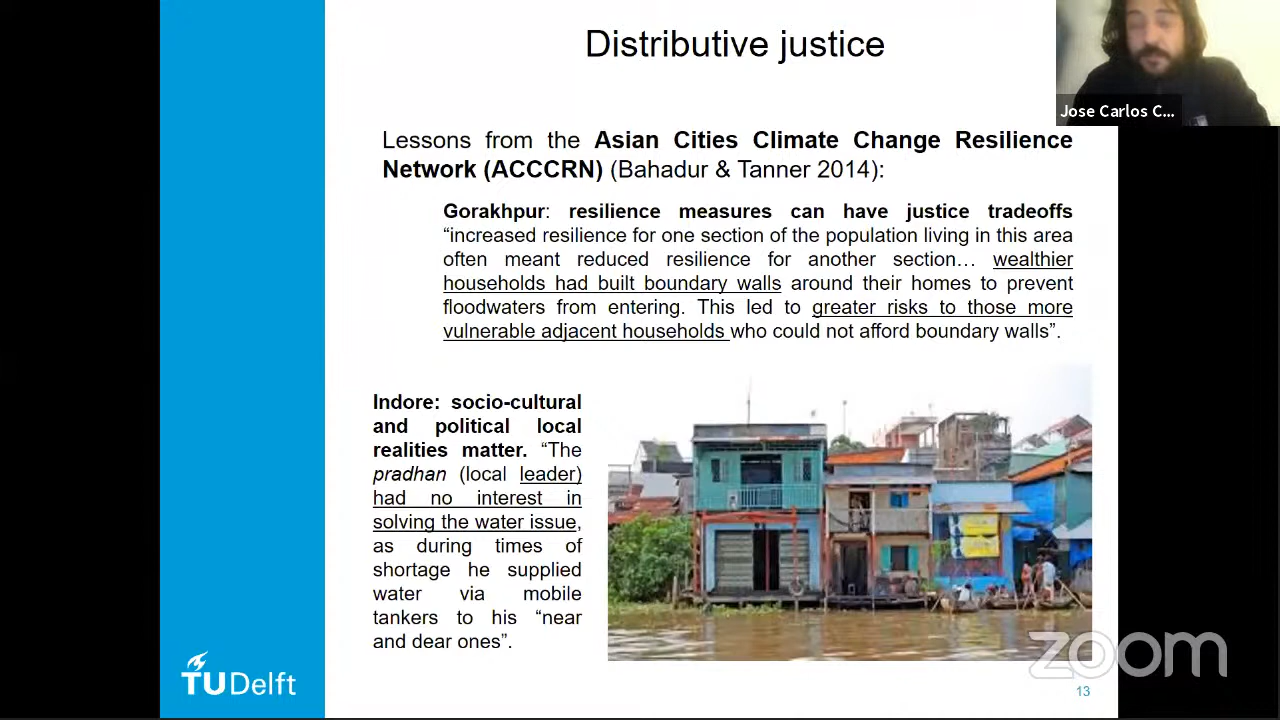 Distributive justice
Jose Carlos C...
Lessons from the Asian Cities Climate Change Resilience
Network (ACCCRN) (Bahadur & Tanner 2014):
Gorakhpur: resilience measures can have justice tradeoffs
“increased resilience for one section of the population living in this area
often meant reduced resilience for another section… wealthier
households had built boundary walls around their homes to prevent
floodwaters from entering. This led to greater risks to those more
vulnerable adjacent households who could not afford boundary walls”.
Indore: socio-cultural
and political local
realities matter. “The
pradhan (local leader)
had no interest in
solving the water issue,
as during times of
shortage he supplied
water via mobile
tankers to his “near
and dear ones”.
TUDelft
zoom
13